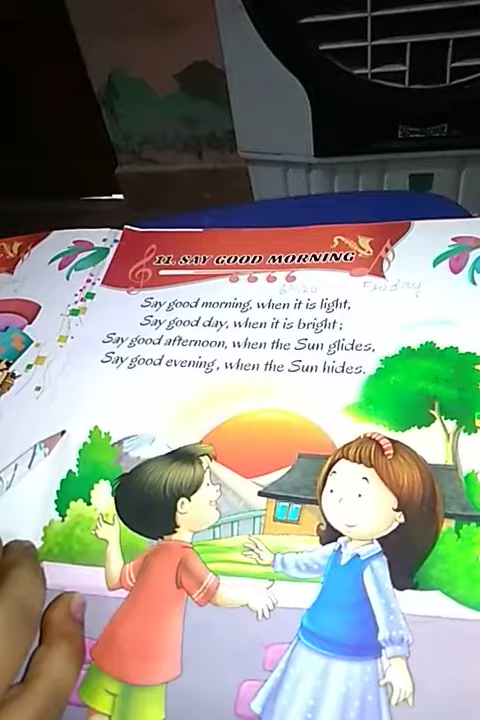 11. SAY GOOD MORNING
Friday
Say good morning, when it is light,
Say good day, when it is bright;
Say good afternoon, when the Sun glides,
Say good evening, when the Sun hides.